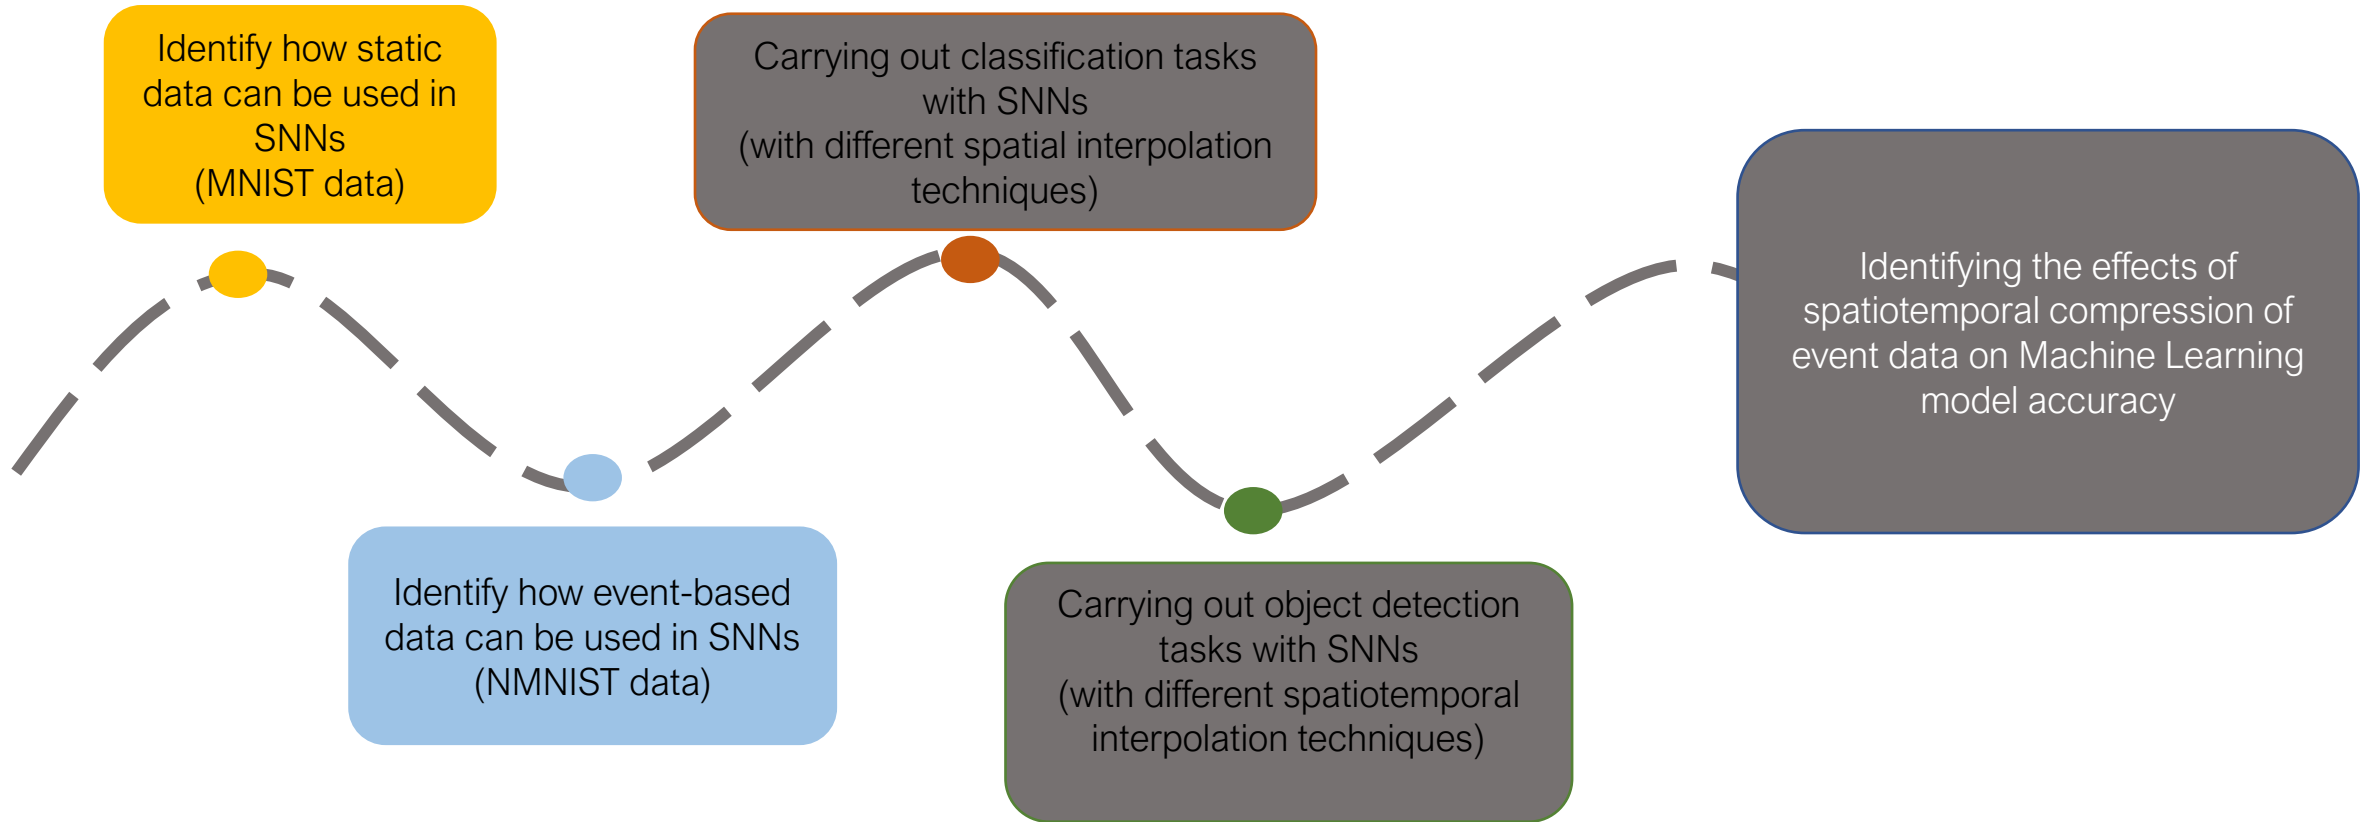 Identify how static
data can be used in
SNNs
(MNIST data)
Identify how event-based
data can be used in SNNs
(NMNIST data)
Carrying out classification tasks
with SNNs
(with different spatial interpolation
techniques)
Carrying out object detection
tasks with SNNs
(with different spatiotemporal
interpolation techniques)
Identifying the effects of
spatiotemporal compression of
event data on Machine Learning
model accuracy